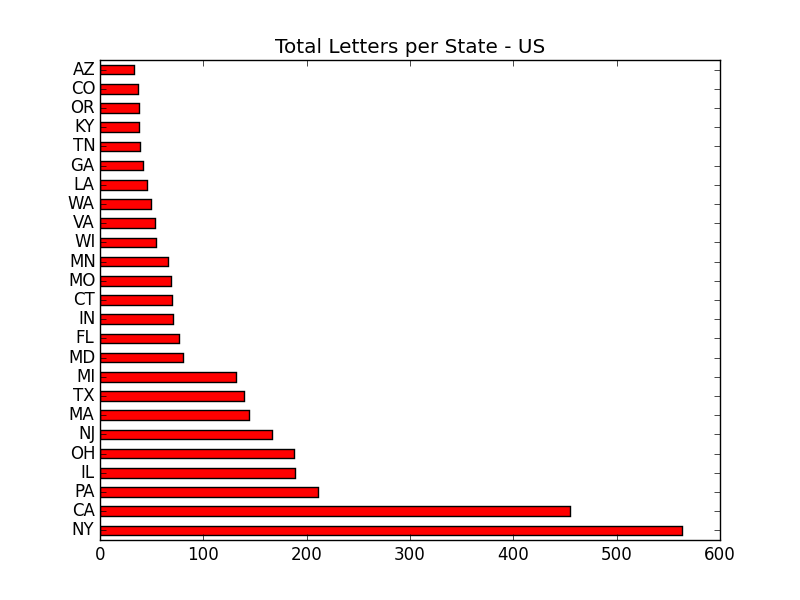 Total Letters per State - US
AZ
CO
OR
KY
TN
GA
LA
WA
VA
WI
MN
MO
CT
IN
FL
MD
MI
TX
MA
NJ
OH
IL
PA
CA
NY
0 100 200 300 400 500 600